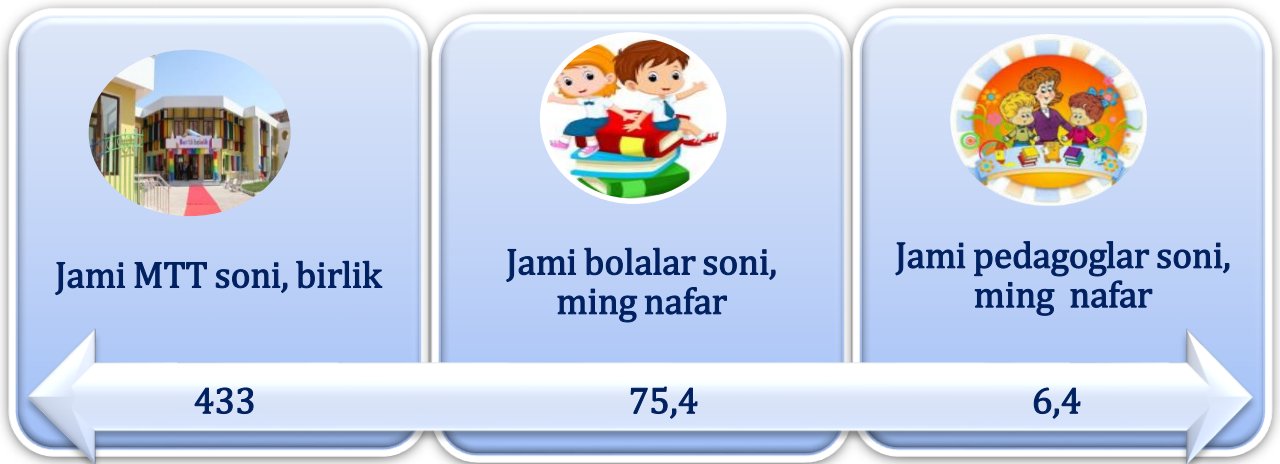 Jami MTT soni, birlik
Jami bolalar soni,
ming nafar
Jami pedagoglar soni,
ming nafar
433
75,4
6,4